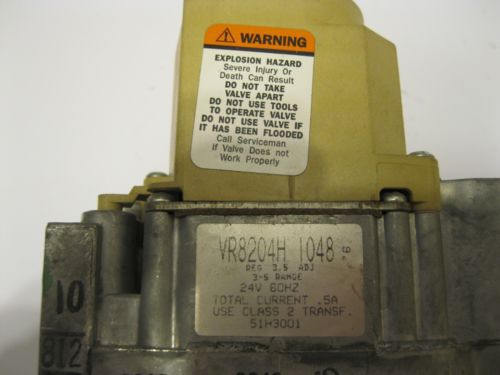 WARNING
EXPLOSION HAZARD
Severe Injury Or
Death Can Result
DO NOT TAKE
VALVE APART
DO NOT USE TOOLS
TO OPERATE VALVE
DO NOT USE VALVE IF
IT HAS BEEN FLOODED
Call Serviceman
if Valve Does not
Work Properly
VR8204H 1048
REG 3.5 ADJ
3-5 RANGE
24V 60HZ
TOTAL CURRENT .5A
USE CLASS 2 TRANSF.
51H3001
10
812